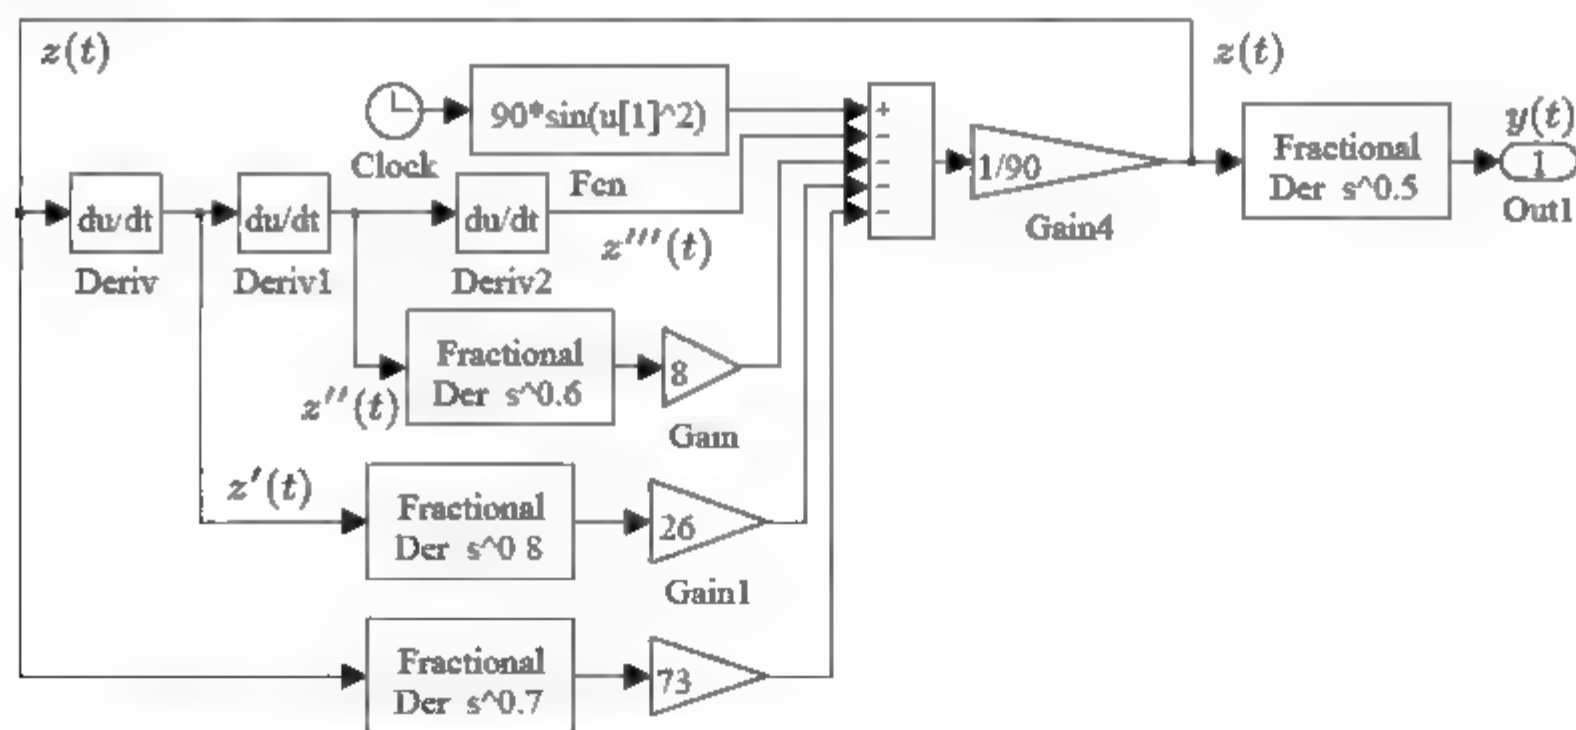 z(t)
z(t)
90*sin(u[1]^2)
+
−
−
−
−
Clock
Fcn
1/90
Gain4
Fractional
Der s^0.5
y(t)
1
Out1
du/dt
Deriv
du/dt
Deriv1
du/dt
Deriv2
z'''(t)
z''(t)
Fractional
Der s^0.6
8
Gain
z'(t)
Fractional
Der s^0 8
26
Gain1
Fractional
Der s^0.7
73